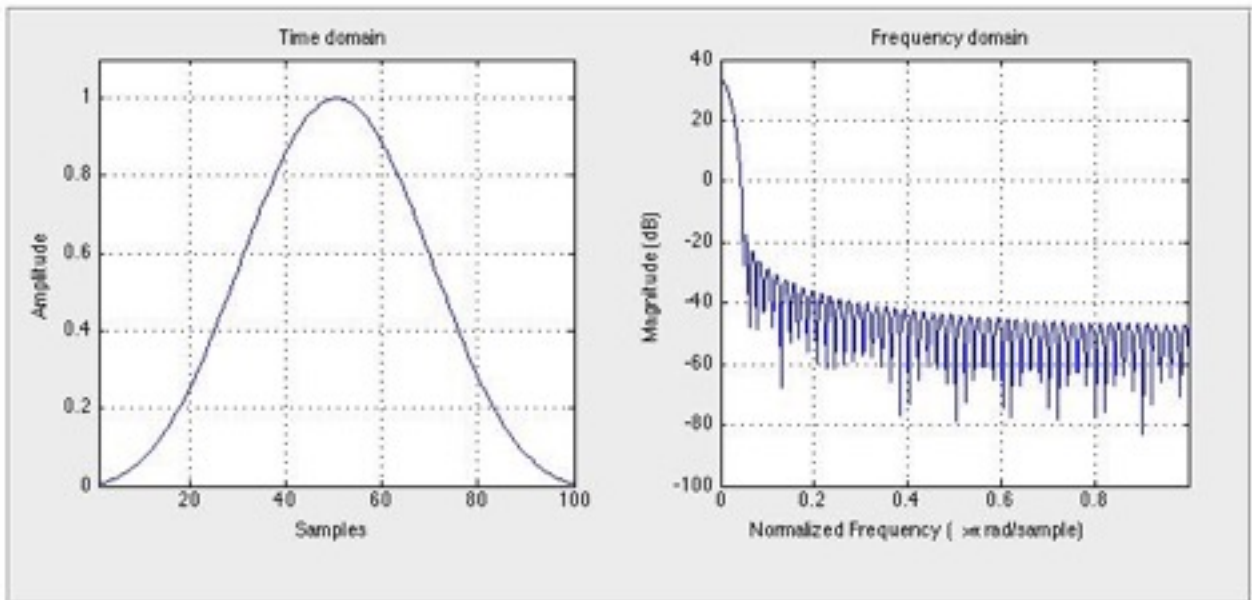 Time domain
Amplitude
1
0.8
0.6
0.4
0.2
0
20 40 60 80 100
Samples
Frequency domain
Magnitude (dB)
40
20
0
-20
-40
-60
-80
-100
0 0.2 0.4 0.6 0.8
Normalized Frequency ( rad/sample)